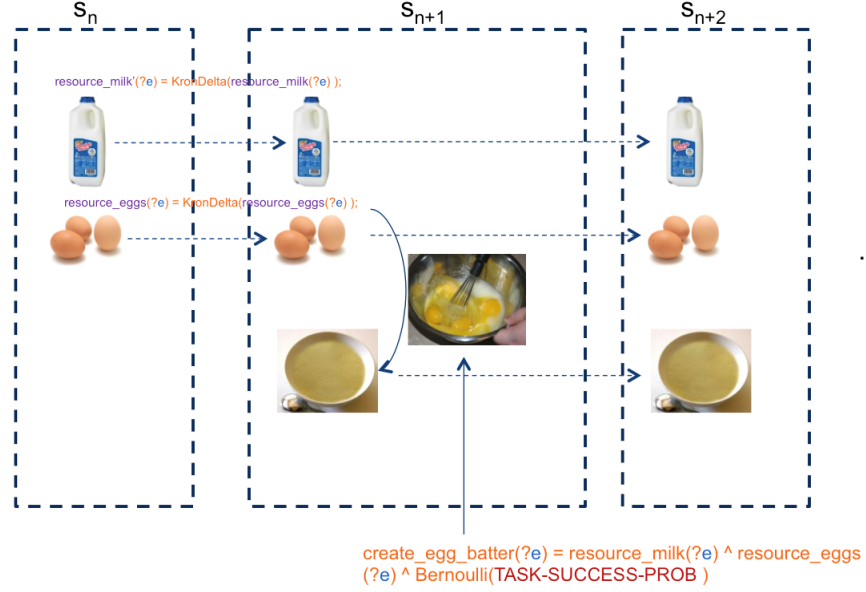 Sn
Sn+1
Sn+2
resource_milk'(?e) = KronDelta(resource_milk(?e) );
resource_eggs(?e) = KronDelta(resource_eggs(?e) );
.
create_egg_batter(?e) = resource_milk(?e) ^ resource_eggs
(?e) ^ Bernoulli(TASK-SUCCESS-PROB )